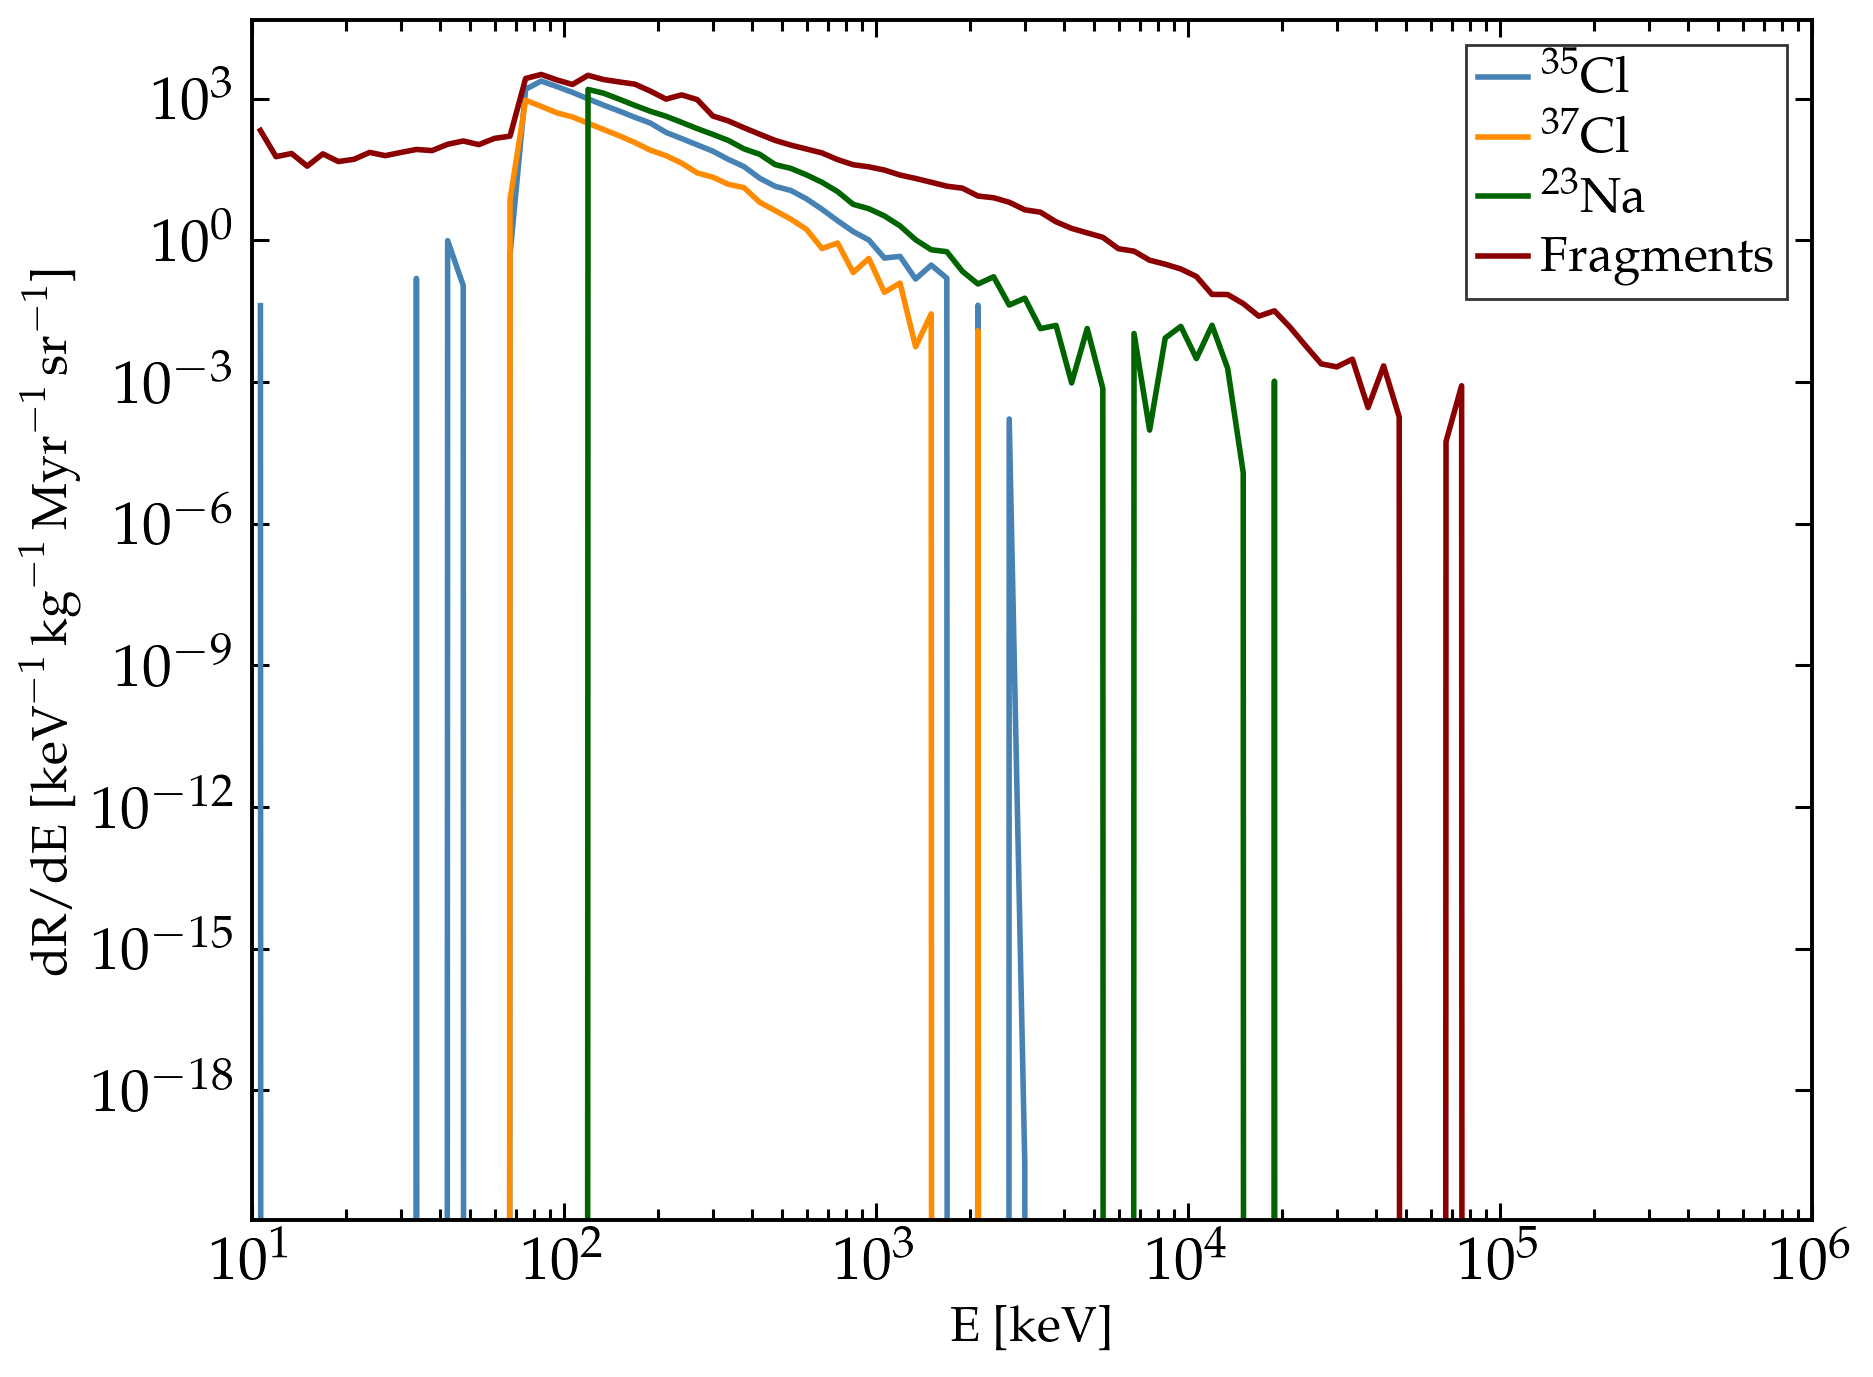 ³⁵Cl
³⁷Cl
²³Na
Fragments
10³
10⁰
10⁻³
10⁻⁶
10⁻⁹
10⁻¹²
10⁻¹⁵
10⁻¹⁸
dR/dE [keV⁻¹ kg⁻¹ Myr⁻¹ sr⁻¹]
10¹ 10² 10³ 10⁴ 10⁵ 10⁶
E [keV]